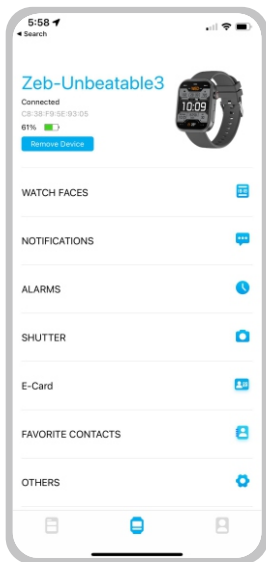 5:58
◀ Search
Zeb-Unbeatable3
Connected
C8:38:F9:5E:93:05
61%
Remove Device
10:09
WATCH FACES
NOTIFICATIONS
ALARMS
SHUTTER
E-Card
FAVORITE CONTACTS
OTHERS